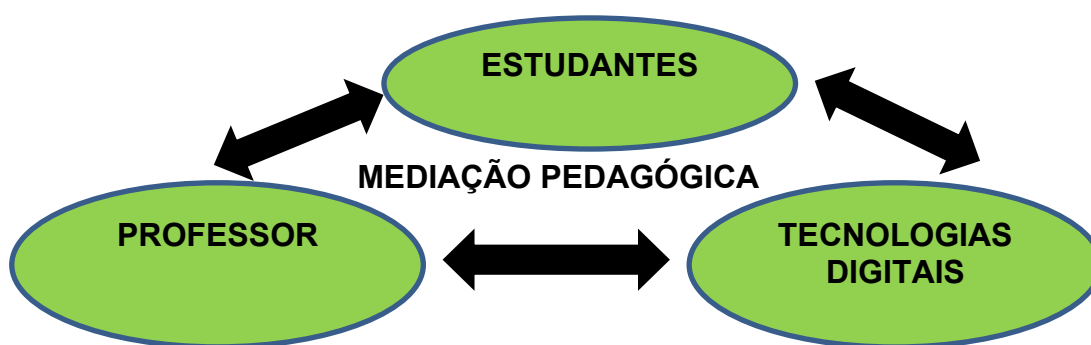 ESTUDANTES
MEDIAÇÃO PEDAGÓGICA
PROFESSOR
TECNOLOGIAS
DIGITAIS